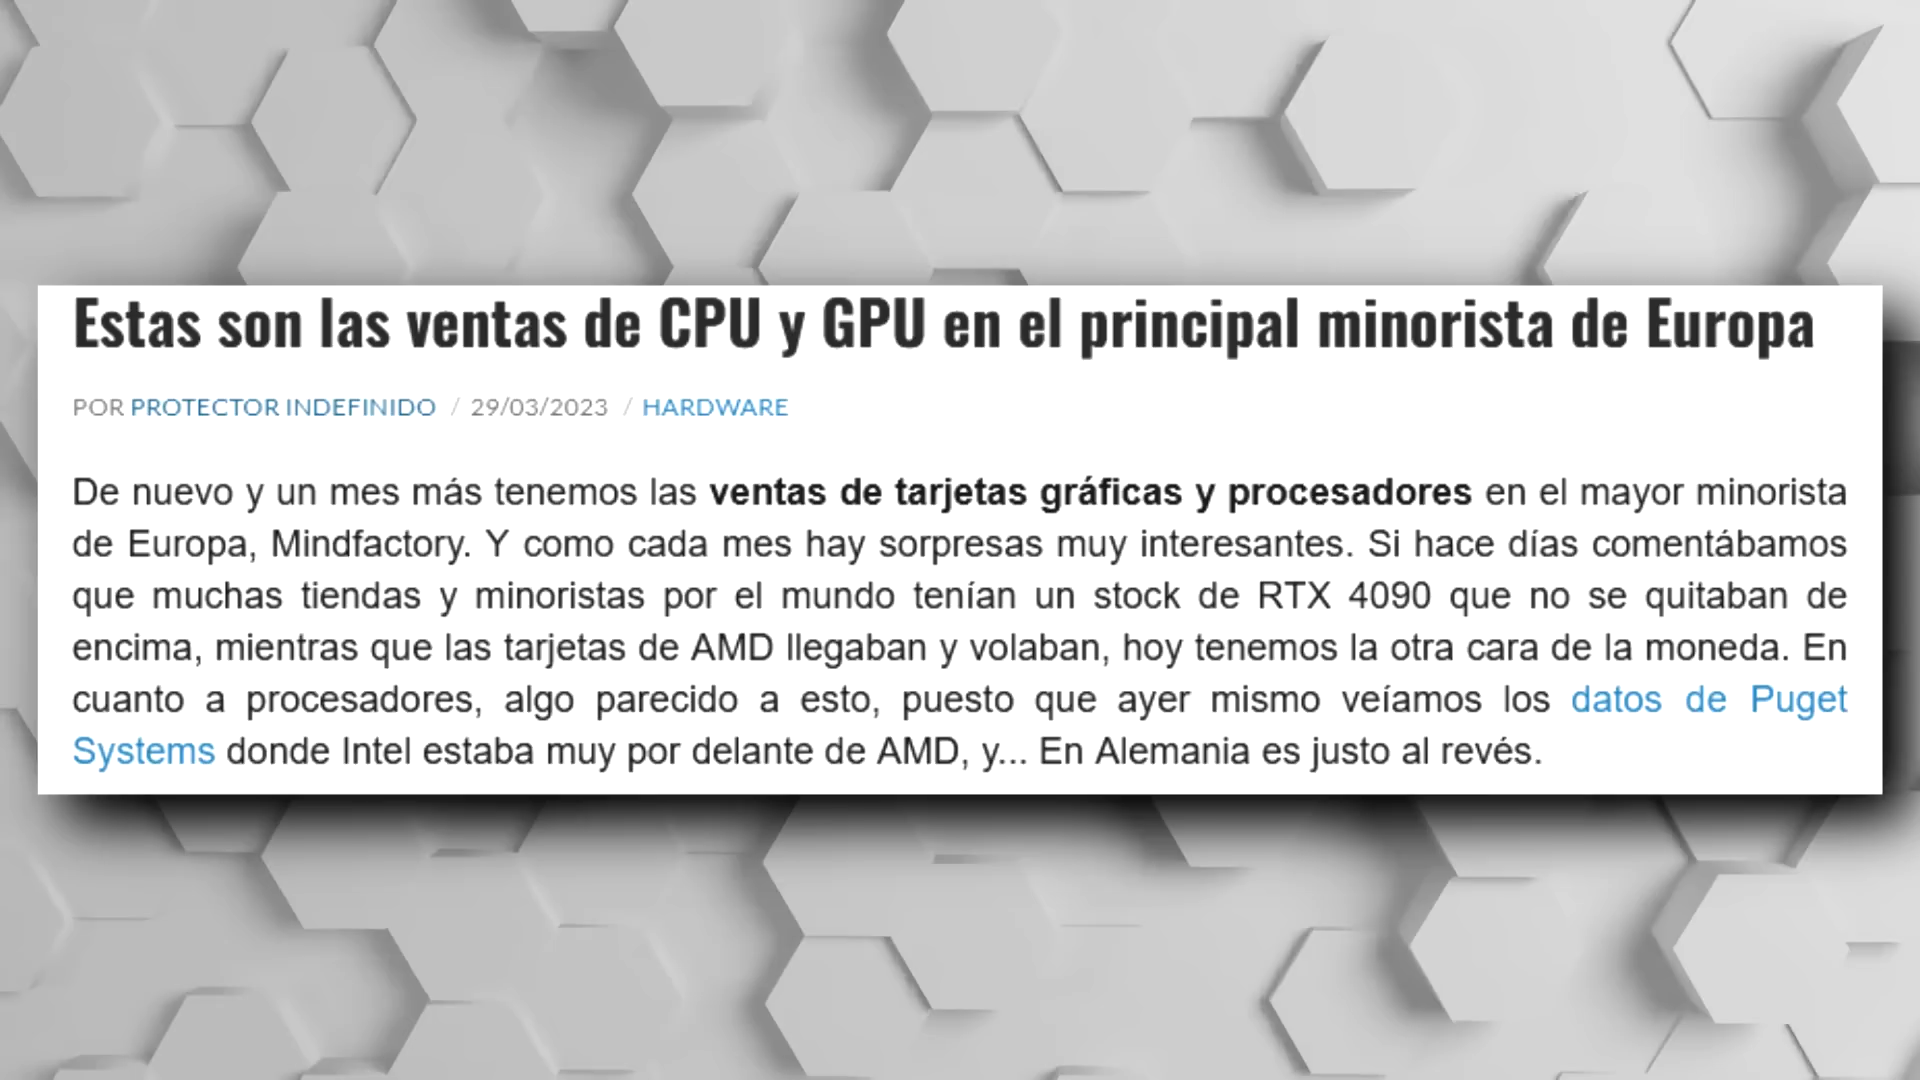 Estas son las ventas de CPU y GPU en el principal minorista de Europa
POR PROTECTOR INDEFINIDO / 29/03/2023 / HARDWARE
De nuevo y un mes más tenemos las ventas de tarjetas gráficas y procesadores en el mayor minorista
de Europa, Mindfactory. Y como cada mes hay sorpresas muy interesantes. Si hace días comentábamos
que muchas tiendas y minoristas por el mundo tenían un stock de RTX 4090 que no se quitaban de
encima, mientras que las tarjetas de AMD llegaban y volaban, hoy tenemos la otra cara de la moneda. En
cuanto a procesadores, algo parecido a esto, puesto que ayer mismo veíamos los datos de Puget
Systems donde Intel estaba muy por delante de AMD, y... En Alemania es justo al revés.